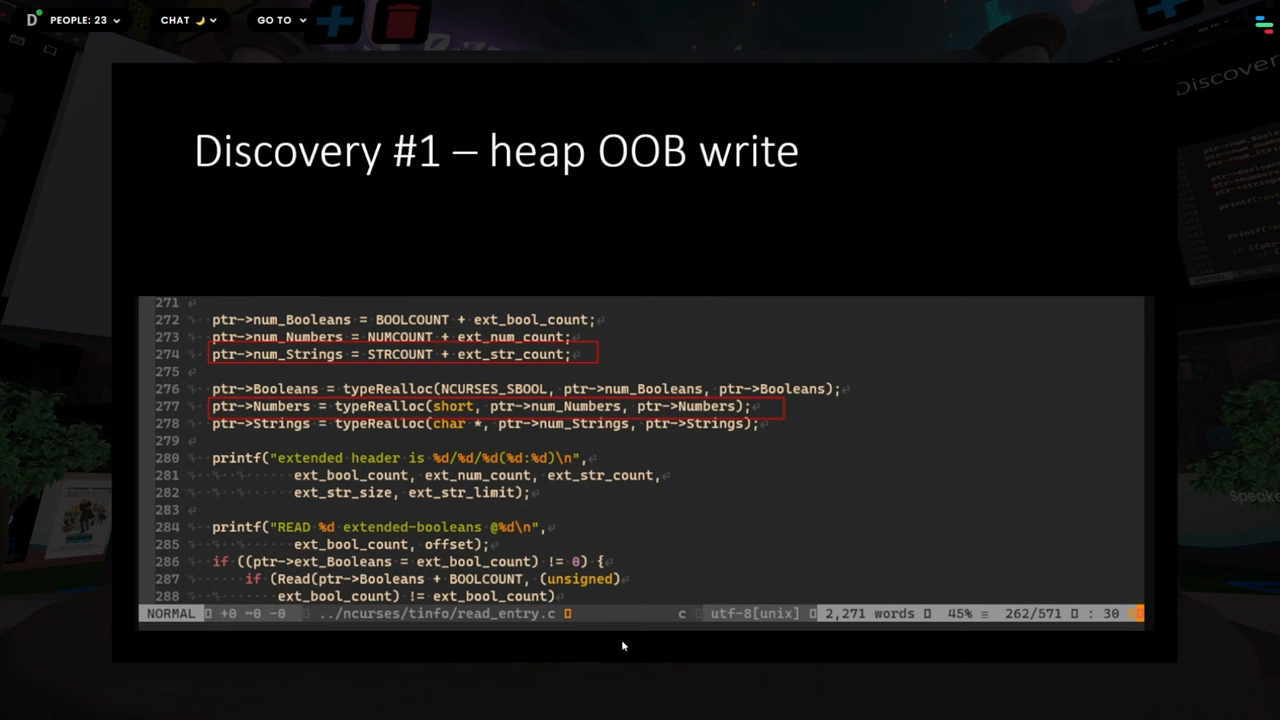 D PEOPLE: 23 CHAT GO TO
Discovery #1 – heap OOB write
Discover
271
272 ptr->num_Booleans = BOOLCOUNT + ext_bool_count;
273 ptr->num_Numbers = NUMCOUNT + ext_num_count;
274 ptr->num_Strings = STRCOUNT + ext_str_count;
275
276 ptr->Booleans = typeRealloc(NCURSES_SBOOL, ptr->num_Booleans, ptr->Booleans);
277 ptr->Numbers = typeRealloc(short, ptr->num_Numbers, ptr->Numbers);
278 ptr->Strings = typeRealloc(char *, ptr->num_Strings, ptr->Strings);
279
280 printf("extended header is %d/%d/%d(%d:%d)\n",
281 ext_bool_count, ext_num_count, ext_str_count,
282 ext_str_size, ext_str_limit);
283
284 printf("READ %d extended-booleans @%d\n",
285 ext_bool_count, offset);
286 if ((ptr->ext_Booleans = ext_bool_count) != 0) {
287 if (Read(ptr->Booleans + BOOLCOUNT, (unsigned)
288 ext_bool_count) != ext_bool_count)
NORMAL +0 ~0 -0 ../ncurses/tinfo/read_entry.c c utf-8[unix] 2,271 words 45% ≡ 262/571 : 30
Speake